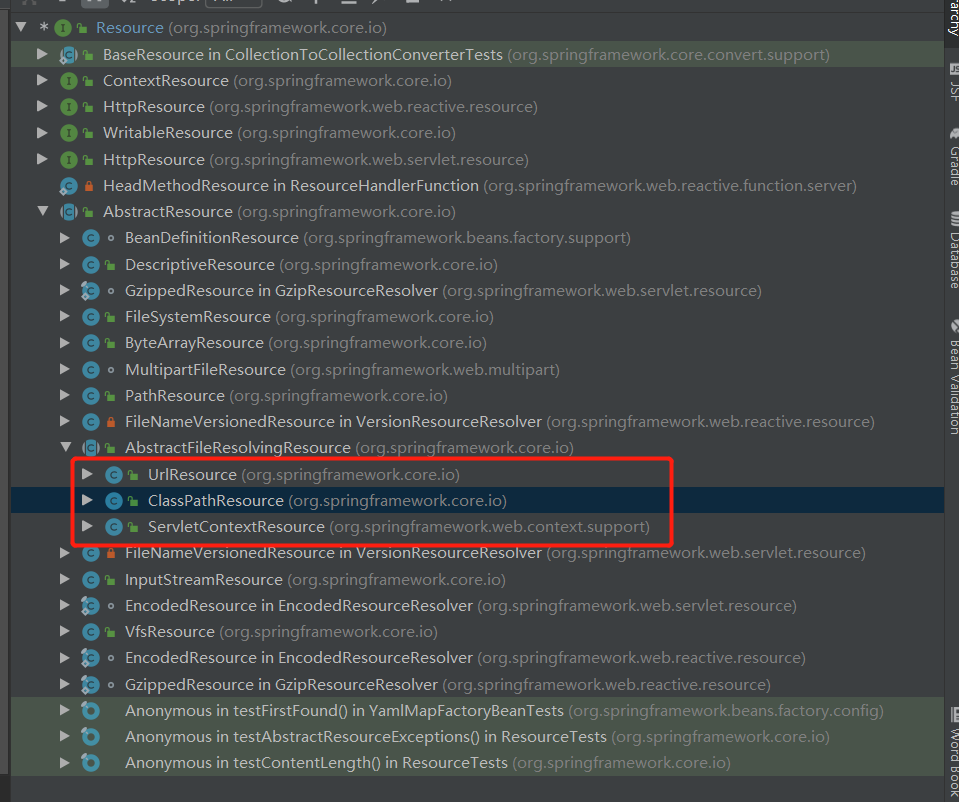 Resource (org.springframework.core.io)
BaseResource in CollectionToCollectionConverterTests (org.springframework.core.convert.support)
ContextResource (org.springframework.core.io)
HttpResource (org.springframework.web.reactive.resource)
WritableResource (org.springframework.core.io)
HttpResource (org.springframework.web.servlet.resource)
HeadMethodResource in ResourceHandlerFunction (org.springframework.web.reactive.function.server)
AbstractResource (org.springframework.core.io)
BeanDefinitionResource (org.springframework.beans.factory.support)
DescriptiveResource (org.springframework.core.io)
GzippedResource in GzipResourceResolver (org.springframework.web.servlet.resource)
FileSystemResource (org.springframework.core.io)
ByteArrayResource (org.springframework.core.io)
MultipartFileResource (org.springframework.web.multipart)
PathResource (org.springframework.core.io)
FileNameVersionedResource in VersionResourceResolver (org.springframework.web.reactive.resource)
AbstractFileResolvingResource (org.springframework.core.io)
UrlResource (org.springframework.core.io)
ClassPathResource (org.springframework.core.io)
ServletContextResource (org.springframework.web.context.support)
FileNameVersionedResource in VersionResourceResolver (org.springframework.web.servlet.resource)
InputStreamResource (org.springframework.core.io)
EncodedResource in EncodedResourceResolver (org.springframework.web.servlet.resource)
VfsResource (org.springframework.core.io)
EncodedResource in EncodedResourceResolver (org.springframework.web.reactive.resource)
GzippedResource in GzipResourceResolver (org.springframework.web.reactive.resource)
Anonymous in testFirstFound() in YamlMapFactoryBeanTests (org.springframework.beans.factory.config)
Anonymous in testAbstractResourceExceptions() in ResourceTests (org.springframework.core.io)
Anonymous in testContentLength() in ResourceTests (org.springframework.core.io)
Gradle
Database
Bean Validation
Word Book